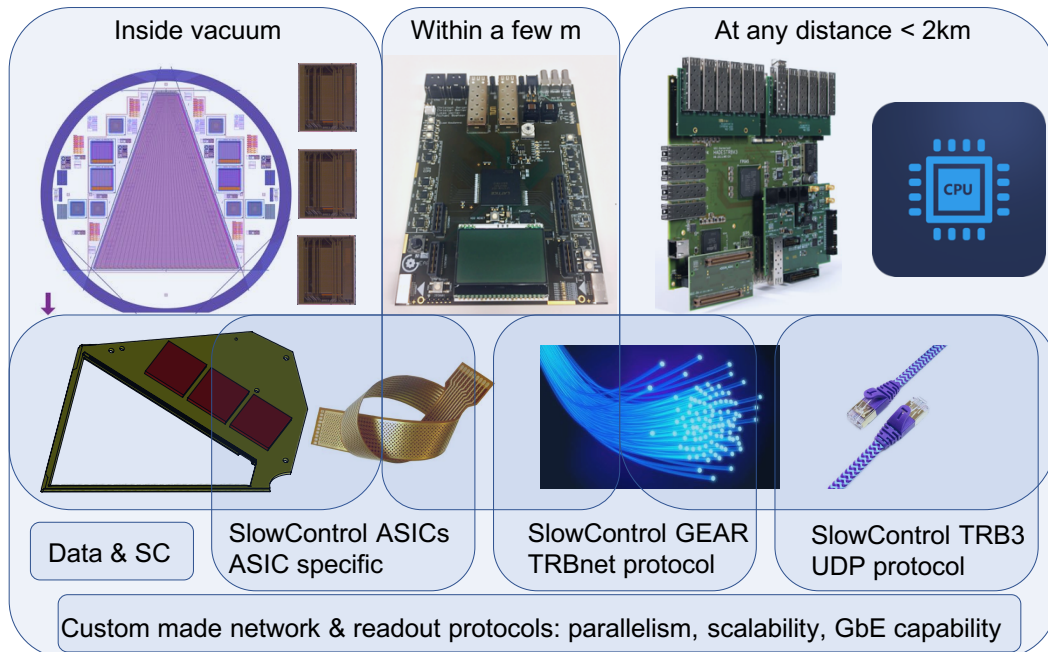 Inside vacuum
Within a few m
At any distance < 2km
CPU
SlowControl ASICs
ASIC specific
SlowControl GEAR
TRBnet protocol
SlowControl TRB3
UDP protocol
Data & SC
Custom made network & readout protocols: parallelism, scalability, GbE capability